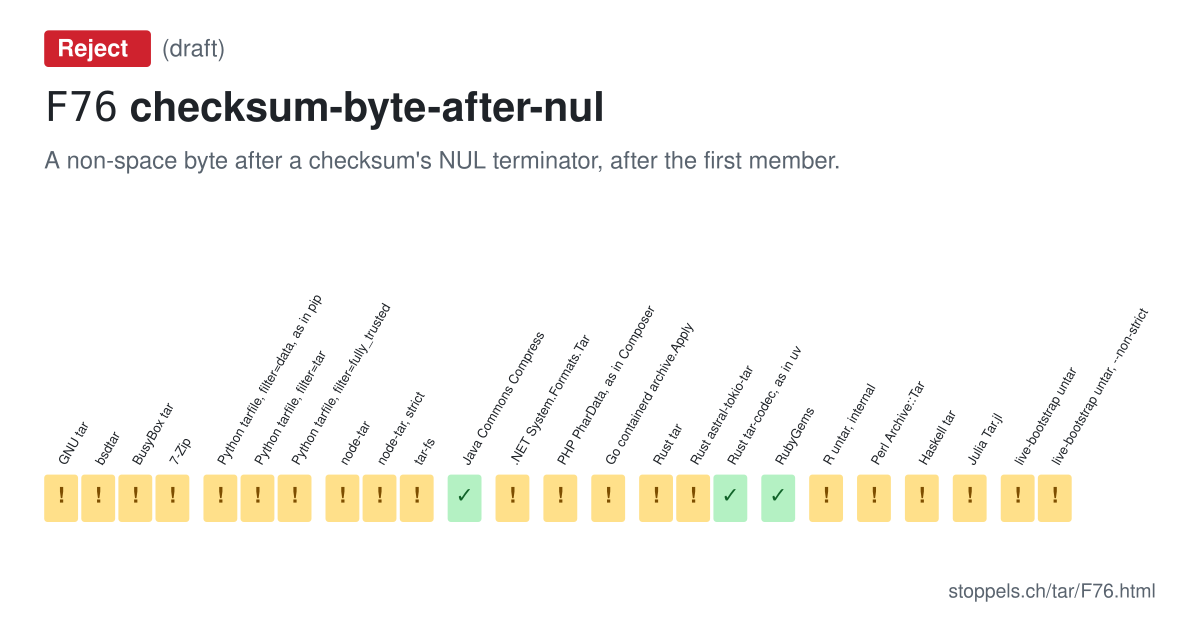 Reject (draft)
F76 checksum-byte-after-nul
A non-space byte after a checksum's NUL terminator, after the first member.
GNU tar
bsdtar
BusyBox tar
7-Zip
Python tarfile, filter=data, as in pip
Python tarfile, filter=tar
Python tarfile, filter=fully_trusted
node-tar
node-tar, strict
tar-fs
Java Commons Compress
.NET System.Formats.Tar
PHP PharData, as in Composer
Go containerd archive.Apply
Rust tar
Rust astral-tokio-tar
Rust tar-codec, as in uv
RubyGems
R untar, internal
Perl Archive::Tar
Haskell tar
Julia Tar.jl
live-bootstrap untar
live-bootstrap untar, --non-strict
! ! ! ! ! ! ! ! ! ! ✓ ! ! ! ! ! ✓ ✓ ! ! ! ! ! !
stoppels.ch/tar/F76.html